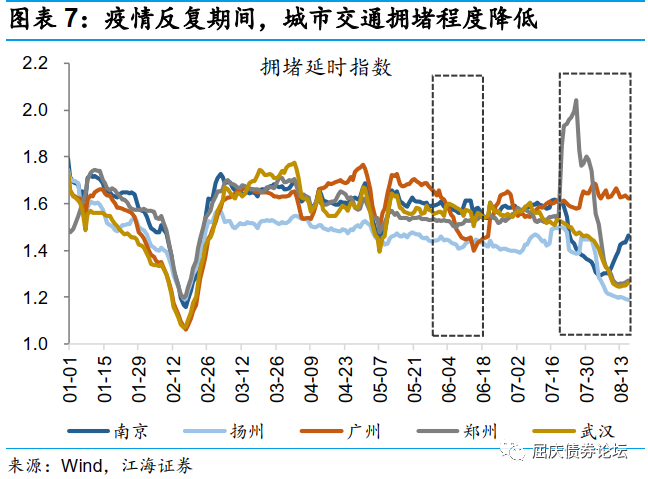 图表 7：疫情反复期间，城市交通拥堵程度降低
拥堵延时指数
2.2
2.0
1.8
1.6
1.4
1.2
1.0
01-01
01-15
01-29
02-12
02-26
03-12
03-26
04-09
04-23
05-07
05-21
06-04
06-18
07-02
07-16
07-30
08-13
南京
扬州
广州
郑州
武汉
屈庆债券论坛
来源：Wind，江海证券